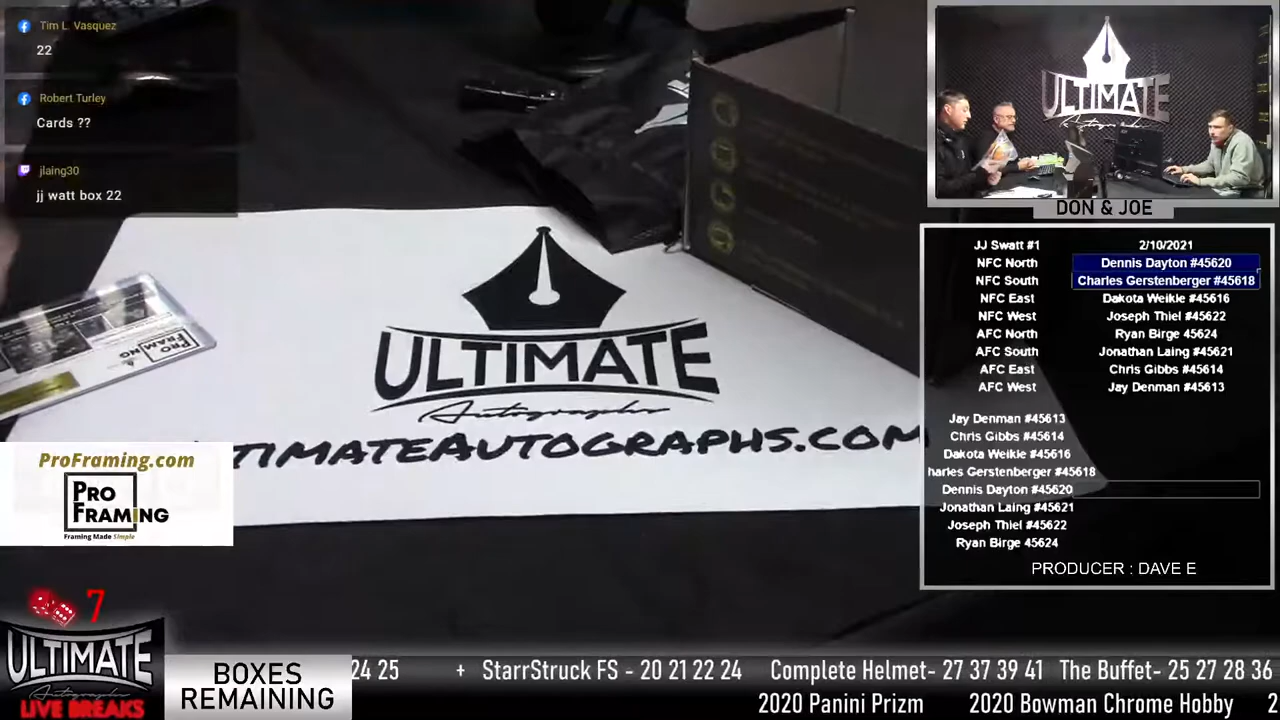 Tim L. Vasquez
22
Robert Turley
Cards ??
jlaing30
jj watt box 22
ULTIMATE
Autographs
DON & JOE
JJ Swatt #1 2/10/2021
NFC North Dennis Dayton #45620
NFC South Charles Gerstenberger #45618
NFC East Dakota Weikle #45616
NFC West Joseph Thiel #45622
AFC North Ryan Birge 45624
AFC South Jonathan Laing #45621
AFC East Chris Gibbs #45614
AFC West Jay Denman #45613
Jay Denman #45613
Chris Gibbs #45614
Dakota Weikle #45616
harles Gerstenberger #45618
Dennis Dayton #45620
Jonathan Laing #45621
Joseph Thiel #45622
Ryan Birge 45624
PRODUCER : DAVE E
ULTIMATE
Autographs
TIMATEAUTOGRAPHS.COM
PRO
FRAMING
ProFraming.com
PRO
FRAMING
Framing Made Simple
7
ULTIMATE
Autographs
LIVE BREAKS
BOXES
REMAINING
24 25 + StarrStruck FS - 20 21 22 24 Complete Helmet- 27 37 39 41 The Buffet- 25 27 28 36
2020 Panini Prizm 2020 Bowman Chrome Hobby 2